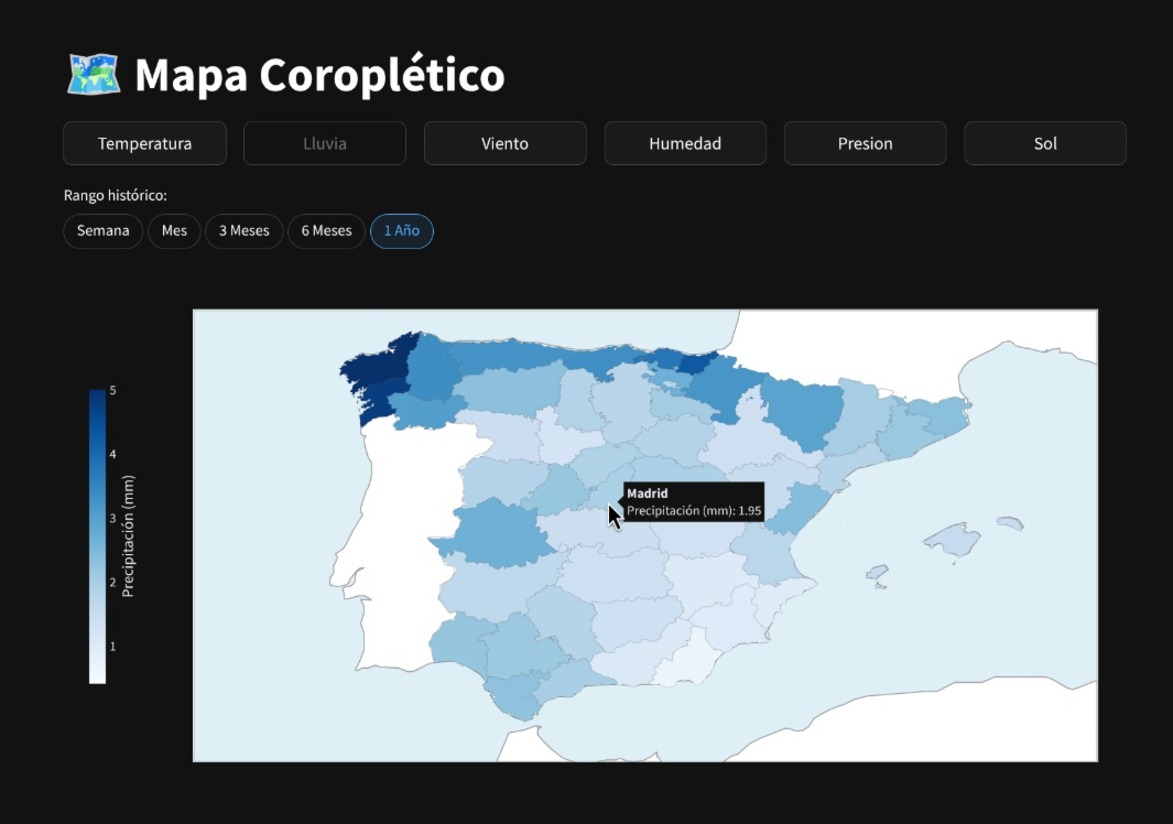 Mapa Coroplético
Temperatura
Lluvia
Viento
Humedad
Presion
Sol
Rango histórico:
Semana
Mes
3 Meses
6 Meses
1 Año
5
4
3
2
1
Precipitación (mm)
Madrid
Precipitación (mm): 1.95